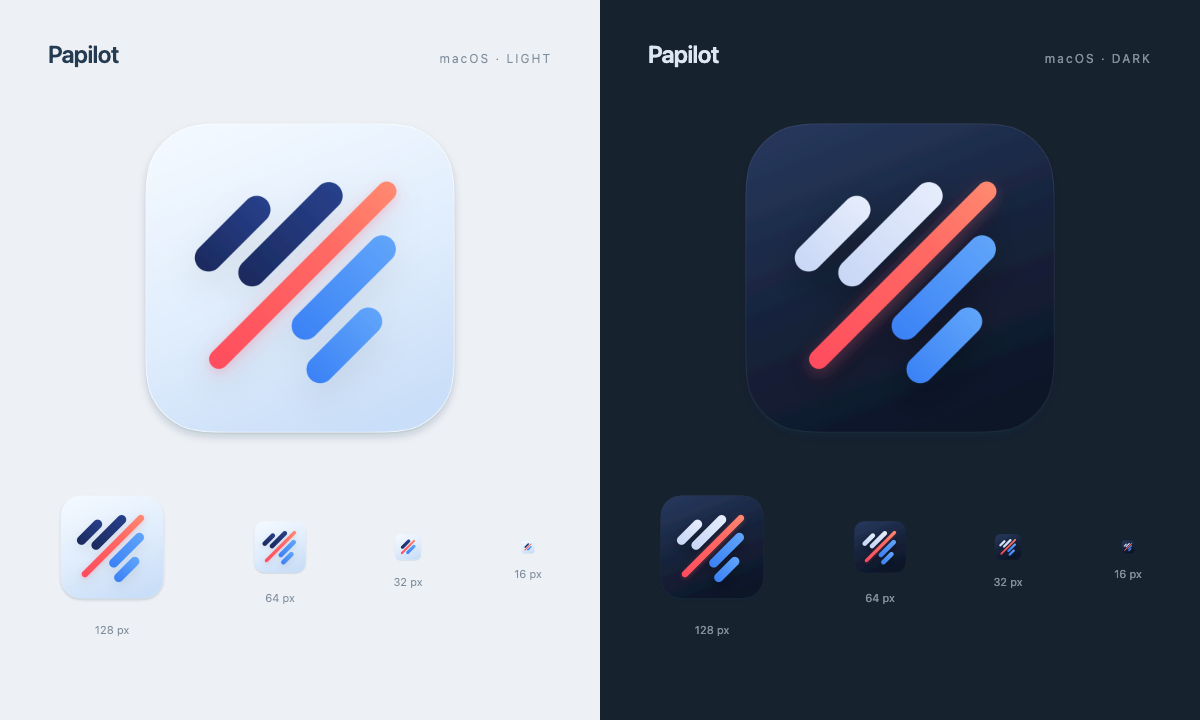 Papilot
macOS · LIGHT
128 px
64 px
32 px
16 px
Papilot
macOS · DARK
128 px
64 px
32 px
16 px